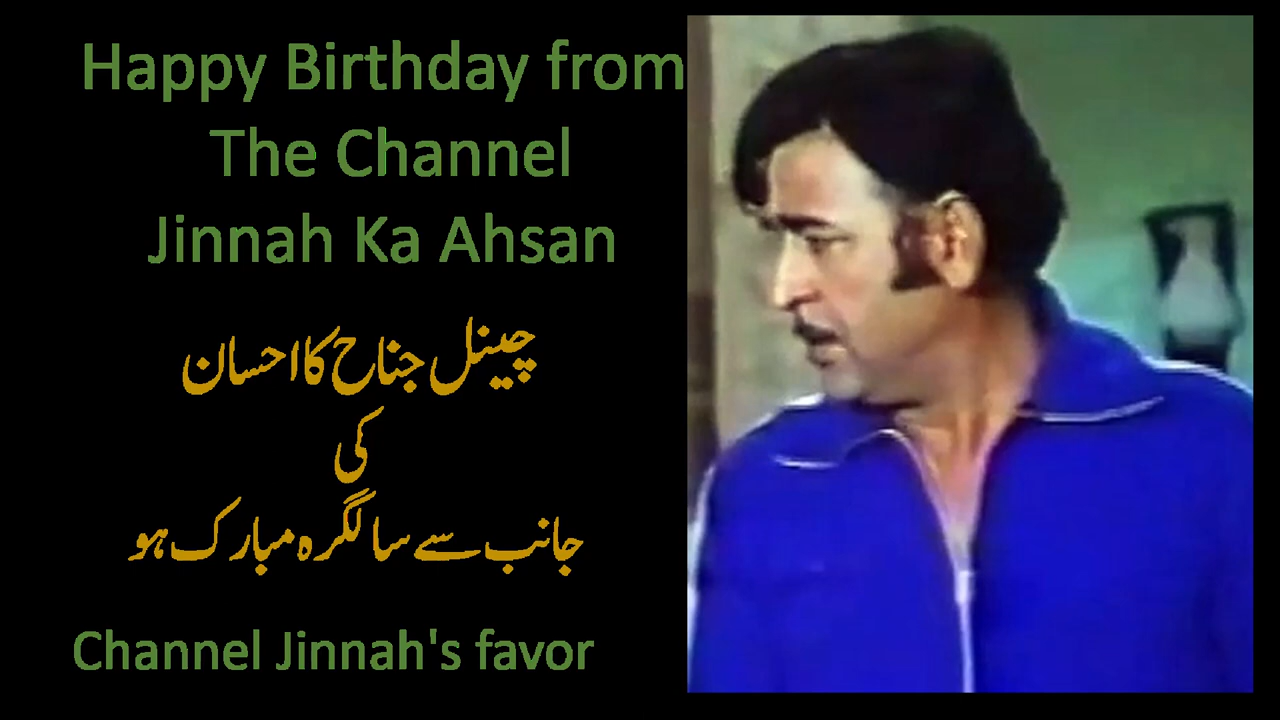 Happy Birthday from
The Channel
Jinnah Ka Ahsan
چینل جناح کا احسان
کی
جانب سے سالگرہ مبارک ہو
Channel Jinnah's favor